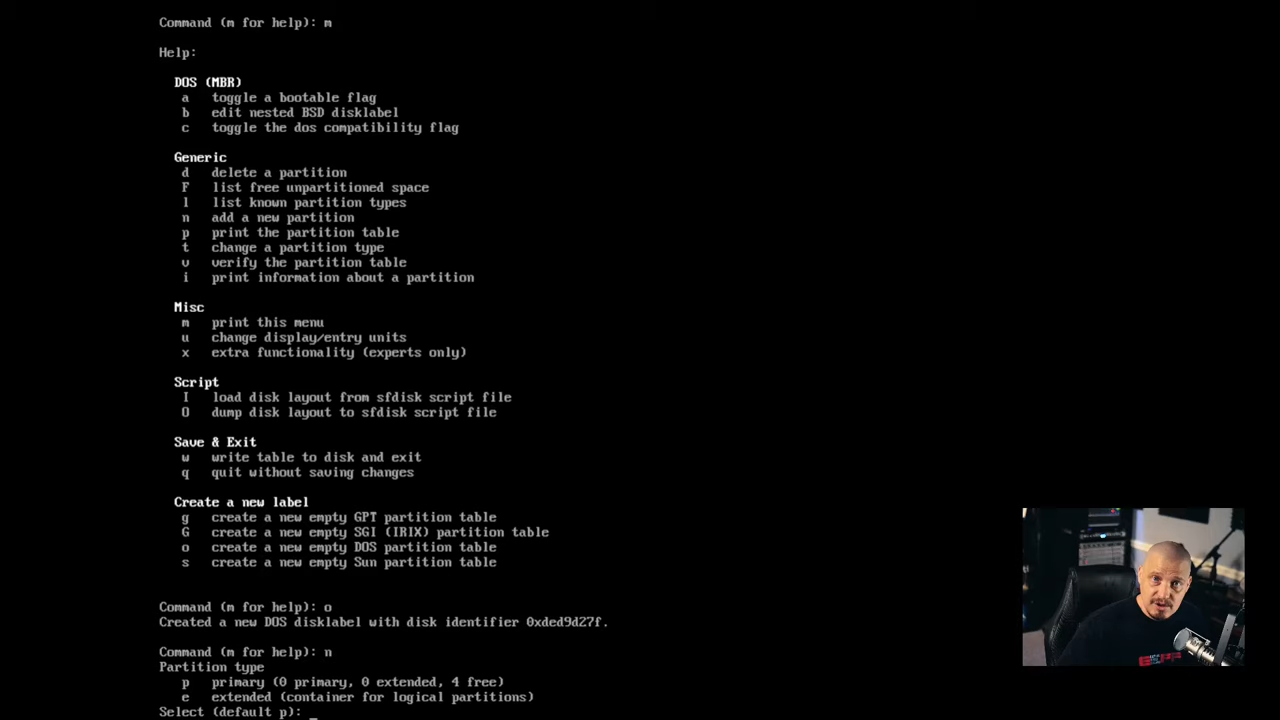 Command (m for help): m
Help:
DOS (MBR)
a toggle a bootable flag
b edit nested BSD disklabel
c toggle the dos compatibility flag
Generic
d delete a partition
F list free unpartitioned space
l list known partition types
n add a new partition
p print the partition table
t change a partition type
v verify the partition table
i print information about a partition
Misc
m print this menu
u change display/entry units
x extra functionality (experts only)
Script
I load disk layout from sfdisk script file
O dump disk layout to sfdisk script file
Save & Exit
w write table to disk and exit
q quit without saving changes
Create a new label
g create a new empty GPT partition table
G create a new empty SGI (IRIX) partition table
o create a new empty DOS partition table
s create a new empty Sun partition table
Command (m for help): o
Created a new DOS disklabel with disk identifier 0xded9d27f.
Command (m for help): n
Partition type
p primary (0 primary, 0 extended, 4 free)
e extended (container for logical partitions)
Select (default p): _